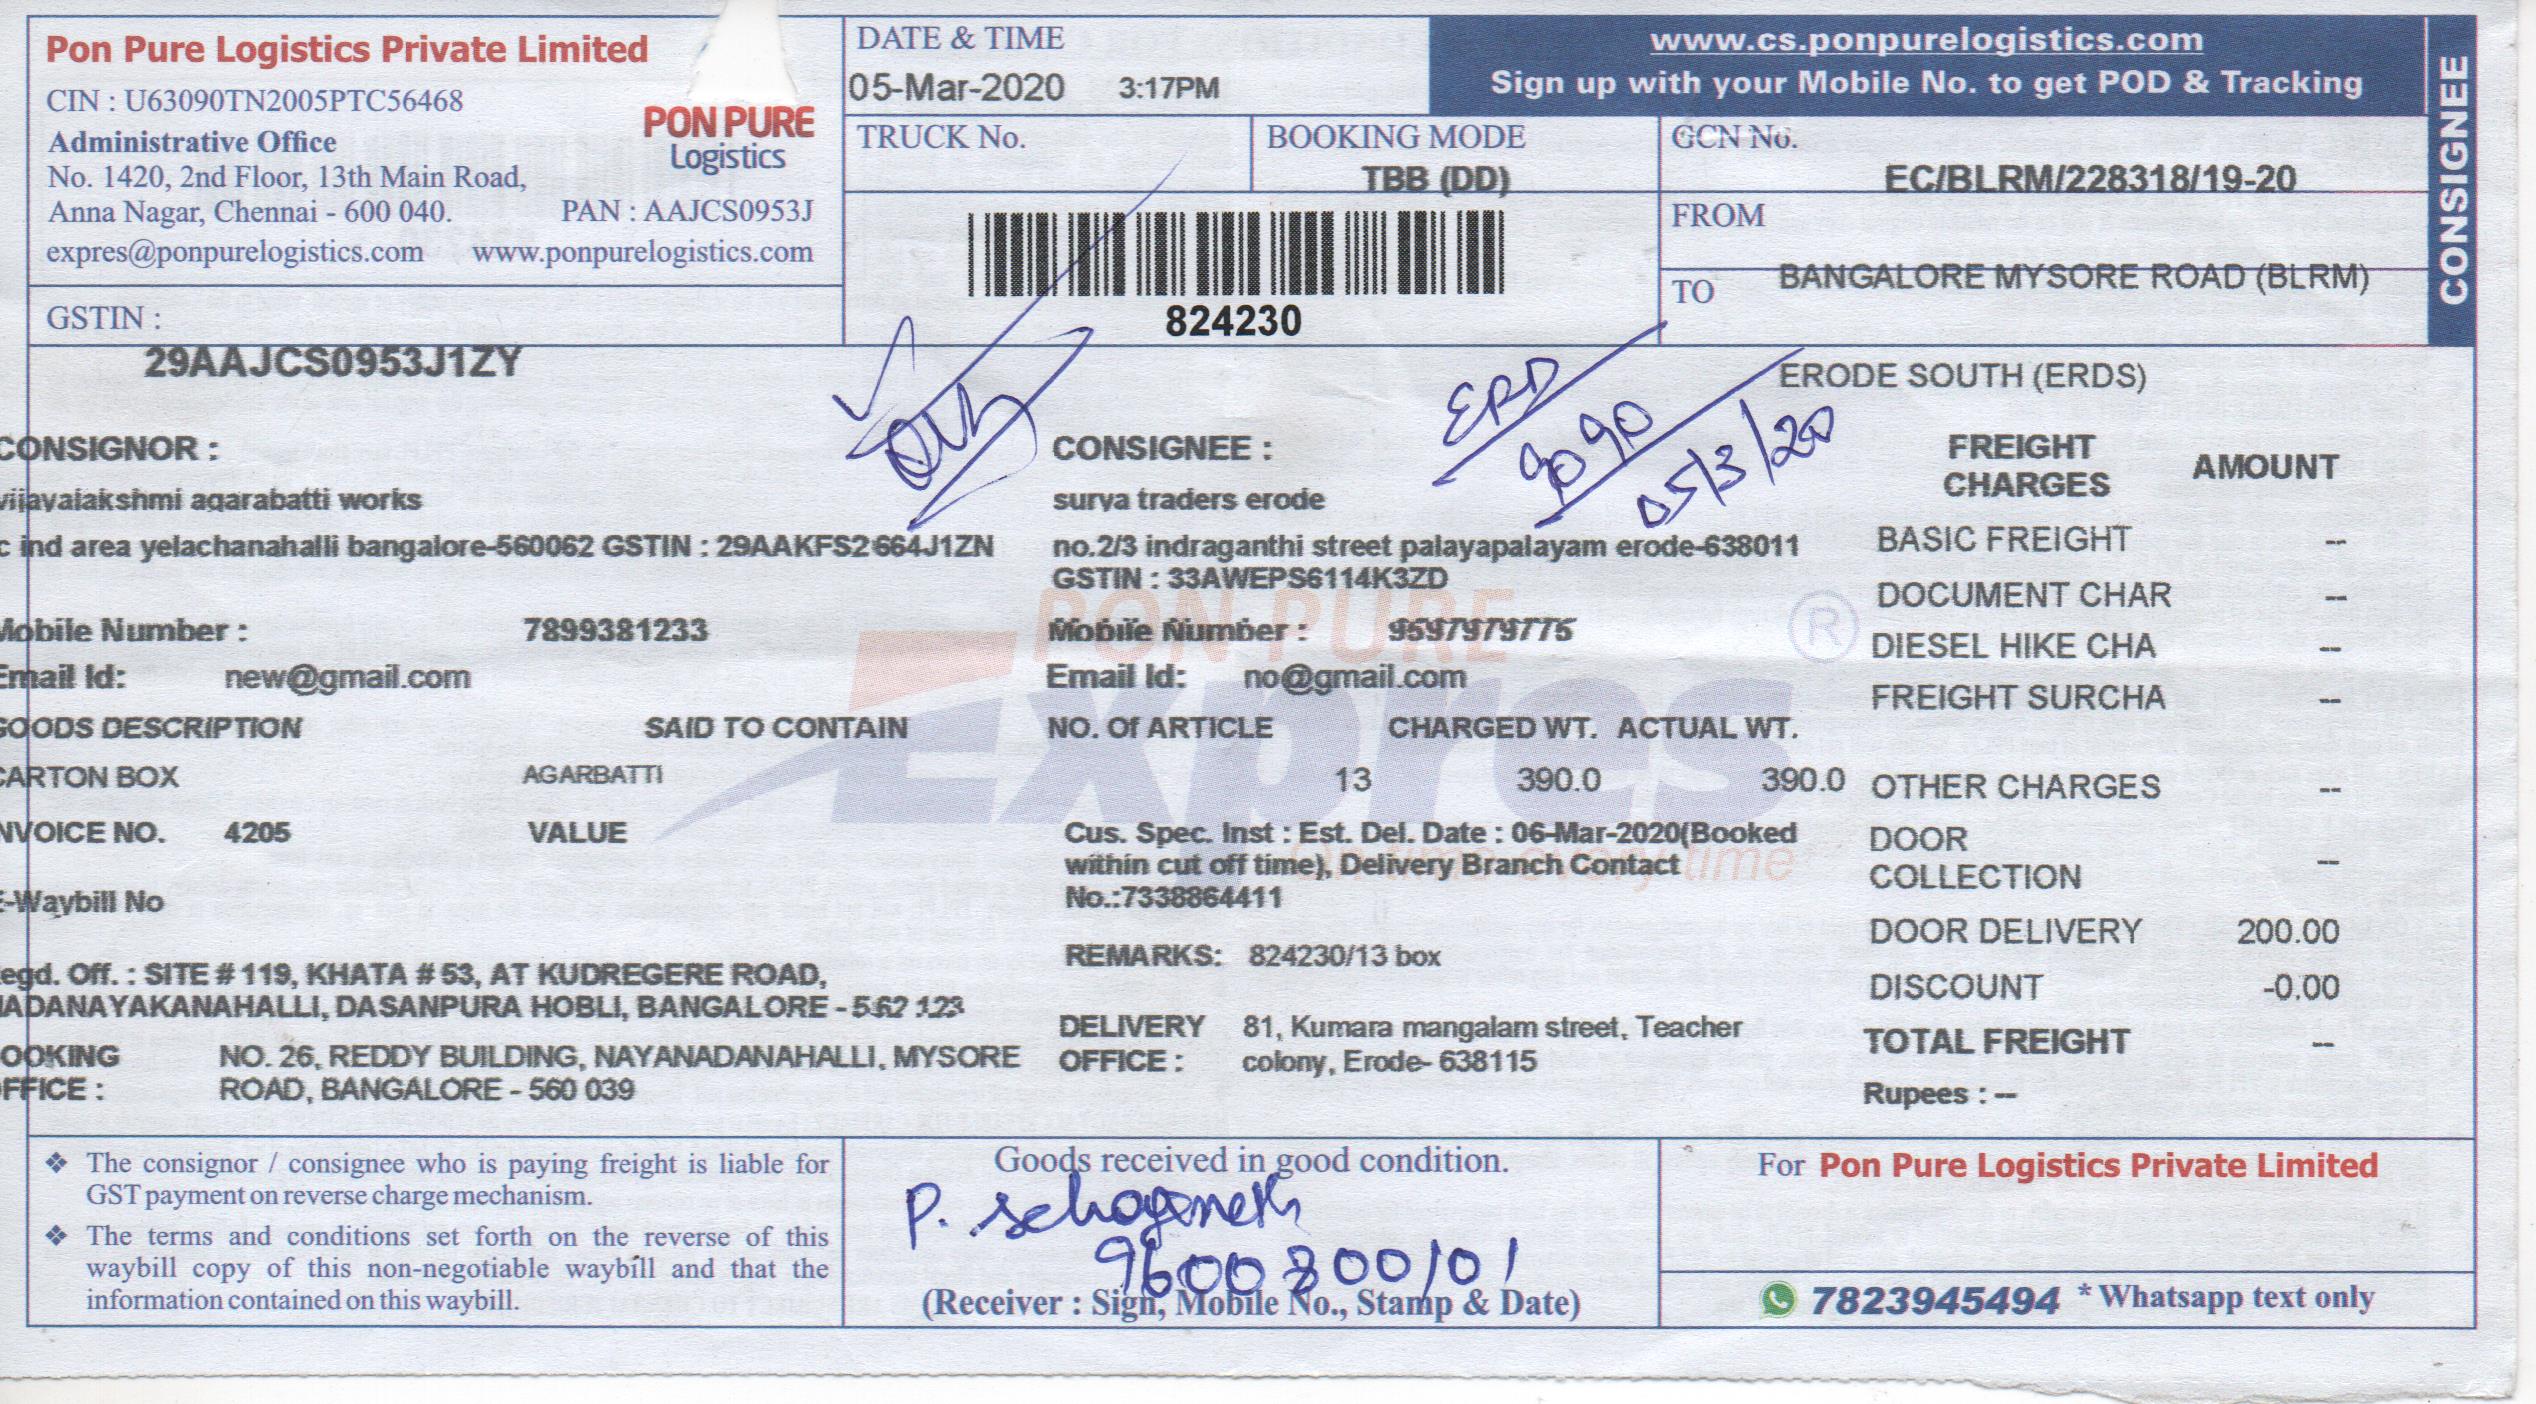 Pon Pure Logistics Private Limited
CIN : U63090TN2005PTC56468
Administrative Office
No. 1420, 2nd Floor, 13th Main Road,
Anna Nagar, Chennai - 600 040. PAN : AAJCS0953J
expres@ponpurelogistics.com www.ponpurelogistics.com
PON PURE
Logistics
GSTIN :
29AAJCS0953J1ZY
DATE & TIME
05-Mar-2020 3:17PM
www.cs.ponpurelogistics.com
Sign up with your Mobile No. to get POD & Tracking
CONSIGNEE
TRUCK No.
BOOKING MODE
TBB (DD)
GCN No.
EC/BLRM/228318/19-20
FROM
BANGALORE MYSORE ROAD (BLRM)
TO
ERODE SOUTH (ERDS)
824230
ERD
9090
05/3/20
CONSIGNOR :
vijayalakshmi agarabatti works
c ind area yelachanahalli bangalore-560062 GSTIN : 29AAKFS2664J1ZN
Mobile Number : 7899381233
Email Id: new@gmail.com
CONSIGNEE :
surya traders erode
no.2/3 indraganthi street palayapalayam erode-638011
GSTIN : 33AWEPS6114K3ZD
Mobile Number :
Email Id: no@gmail.com
PON PURE
Expres ®
On time every time
GOODS DESCRIPTION SAID TO CONTAIN NO. Of ARTICLE CHARGED WT. ACTUAL WT.
CARTON BOX AGARBATTI 13 390.0 390.0
INVOICE NO. 4205 VALUE
E-Waybill No
Cus. Spec. Inst : Est. Del. Date : 06-Mar-2020(Booked
within cut off time), Delivery Branch Contact
No.:7338864411
REMARKS: 824230/13 box
egd. Off. : SITE # 119, KHATA # 53, AT KUDREGERE ROAD,
ADANAYAKANAHALLI, DASANPURA HOBLI, BANGALORE - 562 123
OOKING NO. 26, REDDY BUILDING, NAYANADANAHALLI, MYSORE
FFICE : ROAD, BANGALORE - 560 039
DELIVERY 81, Kumara mangalam street, Teacher
OFFICE : colony, Erode- 638115
FREIGHT
CHARGES AMOUNT
BASIC FREIGHT --
DOCUMENT CHAR --
DIESEL HIKE CHA --
FREIGHT SURCHA --
OTHER CHARGES --
DOOR
COLLECTION --
DOOR DELIVERY 200.00
DISCOUNT -0.00
TOTAL FREIGHT --
Rupees : --
❖ The consignor / consignee who is paying freight is liable for
GST payment on reverse charge mechanism.
❖ The terms and conditions set forth on the reverse of this
waybill copy of this non-negotiable waybill and that the
information contained on this waybill.
Goods received in good condition.
P.
9600800101
(Receiver : Sign, Mobile No., Stamp & Date)
For Pon Pure Logistics Private Limited
7823945494 * Whatsapp text only